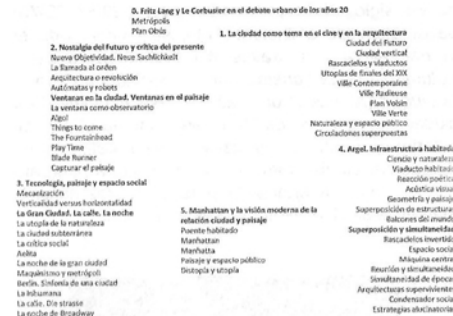 0. Fritz Lang y Le Corbusier en el debate urbano de los años 20
Metrópolis
Plan Obús
1. La ciudad como tema en el cine y en la arquitectura
Ciudad del Futuro
Ciudad vertical
Rascacielos y viaductos
Utopías de finales del XIX
Ville Contemporaine
Ville Radieuse
Plan Voisin
Ville Verte
Naturaleza y espacio público
Circulaciones superpuestas
2. Nostalgia del futuro y crítica del presente
Nueva Objetividad. Neue Sachlichkeit
La llamada al orden
Arquitectura o revolución
Autómatas y robots
Ventanas en la ciudad. Ventanas en el paisaje
La ventana como observatorio
Algol
Things to come
The Fountainhead
Play Time
Blade Runner
Capturar el paisaje
3. Tecnología, paisaje y espacio social
Mecanización
Verticalidad versus horizontalidad
La Gran Ciudad. La calle. La noche
La utopía de la naturaleza
La ciudad subterránea
La crítica social
Aelita
La noche de la gran ciudad
Maquinismo y metrópoli
Berlín. Sinfonía de una ciudad
La Inhumana
La calle. Die strasse
La noche de Broadway
5. Manhattan y la visión moderna de la
relación ciudad y paisaje
Puente habitado
Manhattan
Manhatta
Paisaje y espacio público
Distopía y utopía
4. Argel. Infraestructura habitada
Ciencia y naturaleza
Viaducto habitado
Reacción poética
Acústica visual
Geometría y paisaje
Superposición de estructuras
Balcones del mundo
Superposición y simultaneidad
Rascacielos invertido
Espacio social
Máquina central
Reunión y simultaneidad
Simultaneidad de épocas
Arquitecturas supervivientes
Condensador social
Estrategias alucinatorias